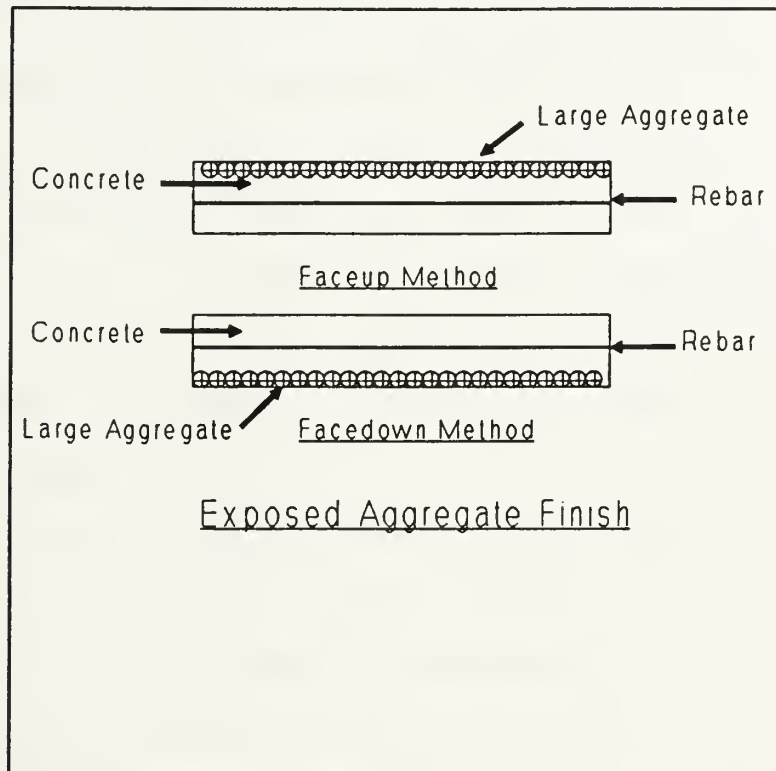 Large Aggregate
Concrete
Rebar
Faceup Method
Concrete
Rebar
Large Aggregate
Facedown Method
Exposed Aggregate Finish